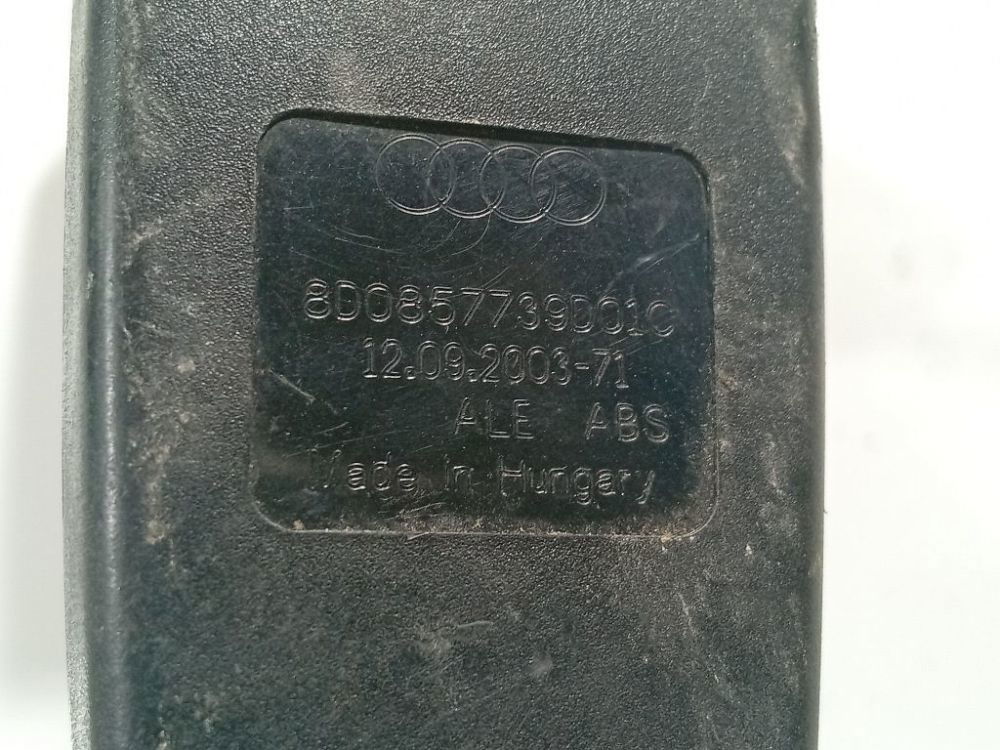 8D0857739D01C
12.09.2003-71
ALE ABS
Made in Hungary